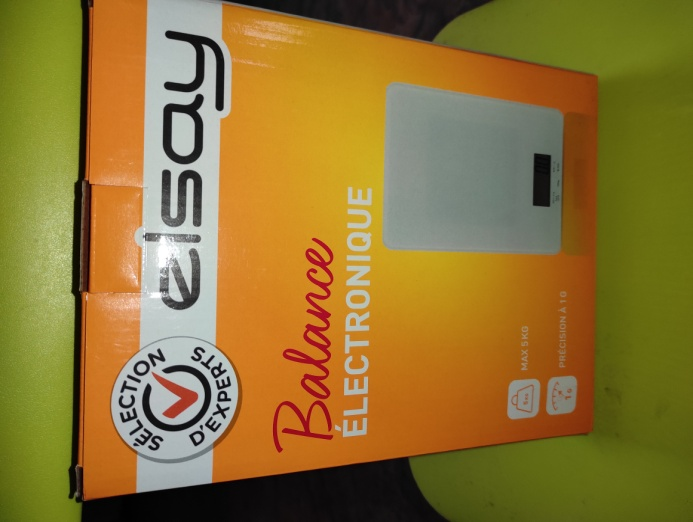 elsay
SÉLECTION
D'EXPERTS
Balance
ÉLECTRONIQUE
MAX 5 KG
PRÉCISION À 1 G